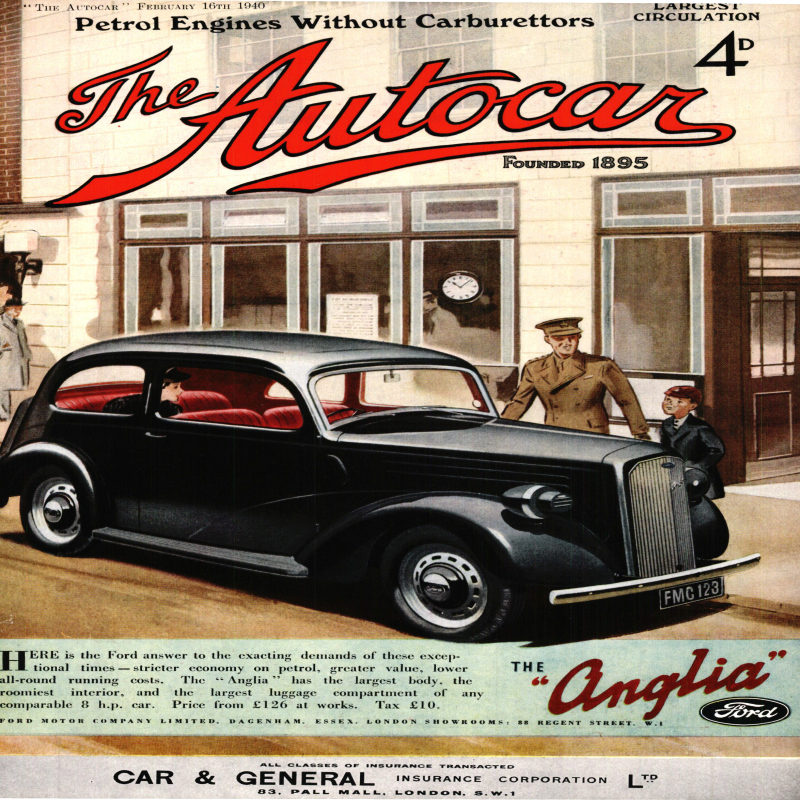 "THE AUTOCAR" FEBRUARY 16TH 1940
LARGEST
CIRCULATION
Petrol Engines Without Carburettors
4D
The Autocar
FOUNDED 1895
FMC 123
HERE is the Ford answer to the exacting demands of these excep-
tional times — stricter economy on petrol, greater value, lower
all-round running costs. The "Anglia" has the largest body, the
roomiest interior, and the largest luggage compartment of any
comparable 8 h.p. car. Price from £126 at works. Tax £10.
THE
"Anglia"
Ford
FORD MOTOR COMPANY LIMITED, DAGENHAM, ESSEX. LONDON SHOWROOMS: 88 REGENT STREET, W.1
ALL CLASSES OF INSURANCE TRANSACTED
CAR & GENERAL INSURANCE CORPORATION LTD
83, PALL MALL, LONDON, S.W.1